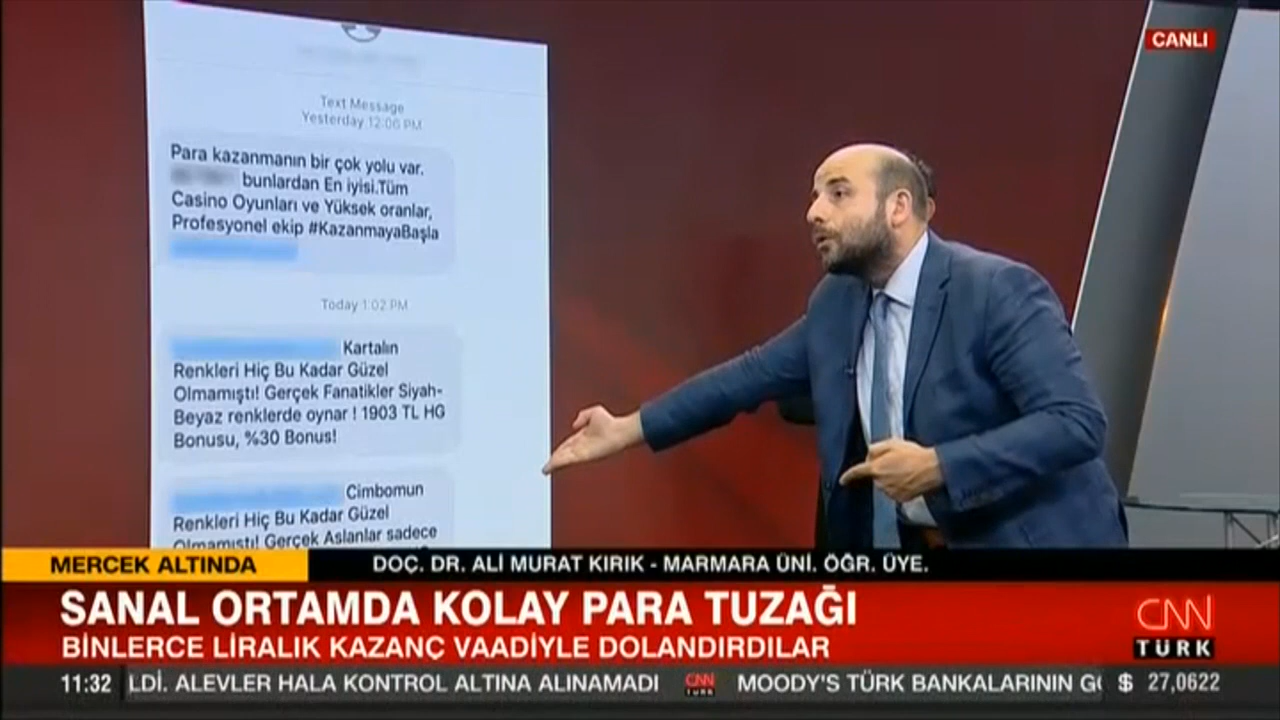 CANLI
Text Message
Yesterday 12:06 PM
Para kazanmanın bir çok yolu var.
bunlardan En iyisi.Tüm
Casino Oyunları ve Yüksek oranlar,
Profesyonel ekip #KazanmayaBaşla
Today 1:02 PM
Kartalın
Renkleri Hiç Bu Kadar Güzel
Olmamıştı! Gerçek Fanatikler Siyah-
Beyaz renklerde oynar ! 1903 TL HG
Bonusu, %30 Bonus!
Cimbomun
Renkleri Hiç Bu Kadar Güzel
Olmamıştı! Gerçek Aslanlar sadece
MERCEK ALTINDA
DOÇ. DR. ALİ MURAT KIRIK - MARMARA ÜNİ. ÖĞR. ÜYE.
SANAL ORTAMDA KOLAY PARA TUZAĞI
BİNLERCE LİRALIK KAZANÇ VAADİYLE DOLANDIRDILAR
CNN
TÜRK
11:32
LDİ. ALEVLER HALA KONTROL ALTINA ALINAMADI
CNN
TÜRK
MOODY'S TÜRK BANKALARININ
$ 27,0622